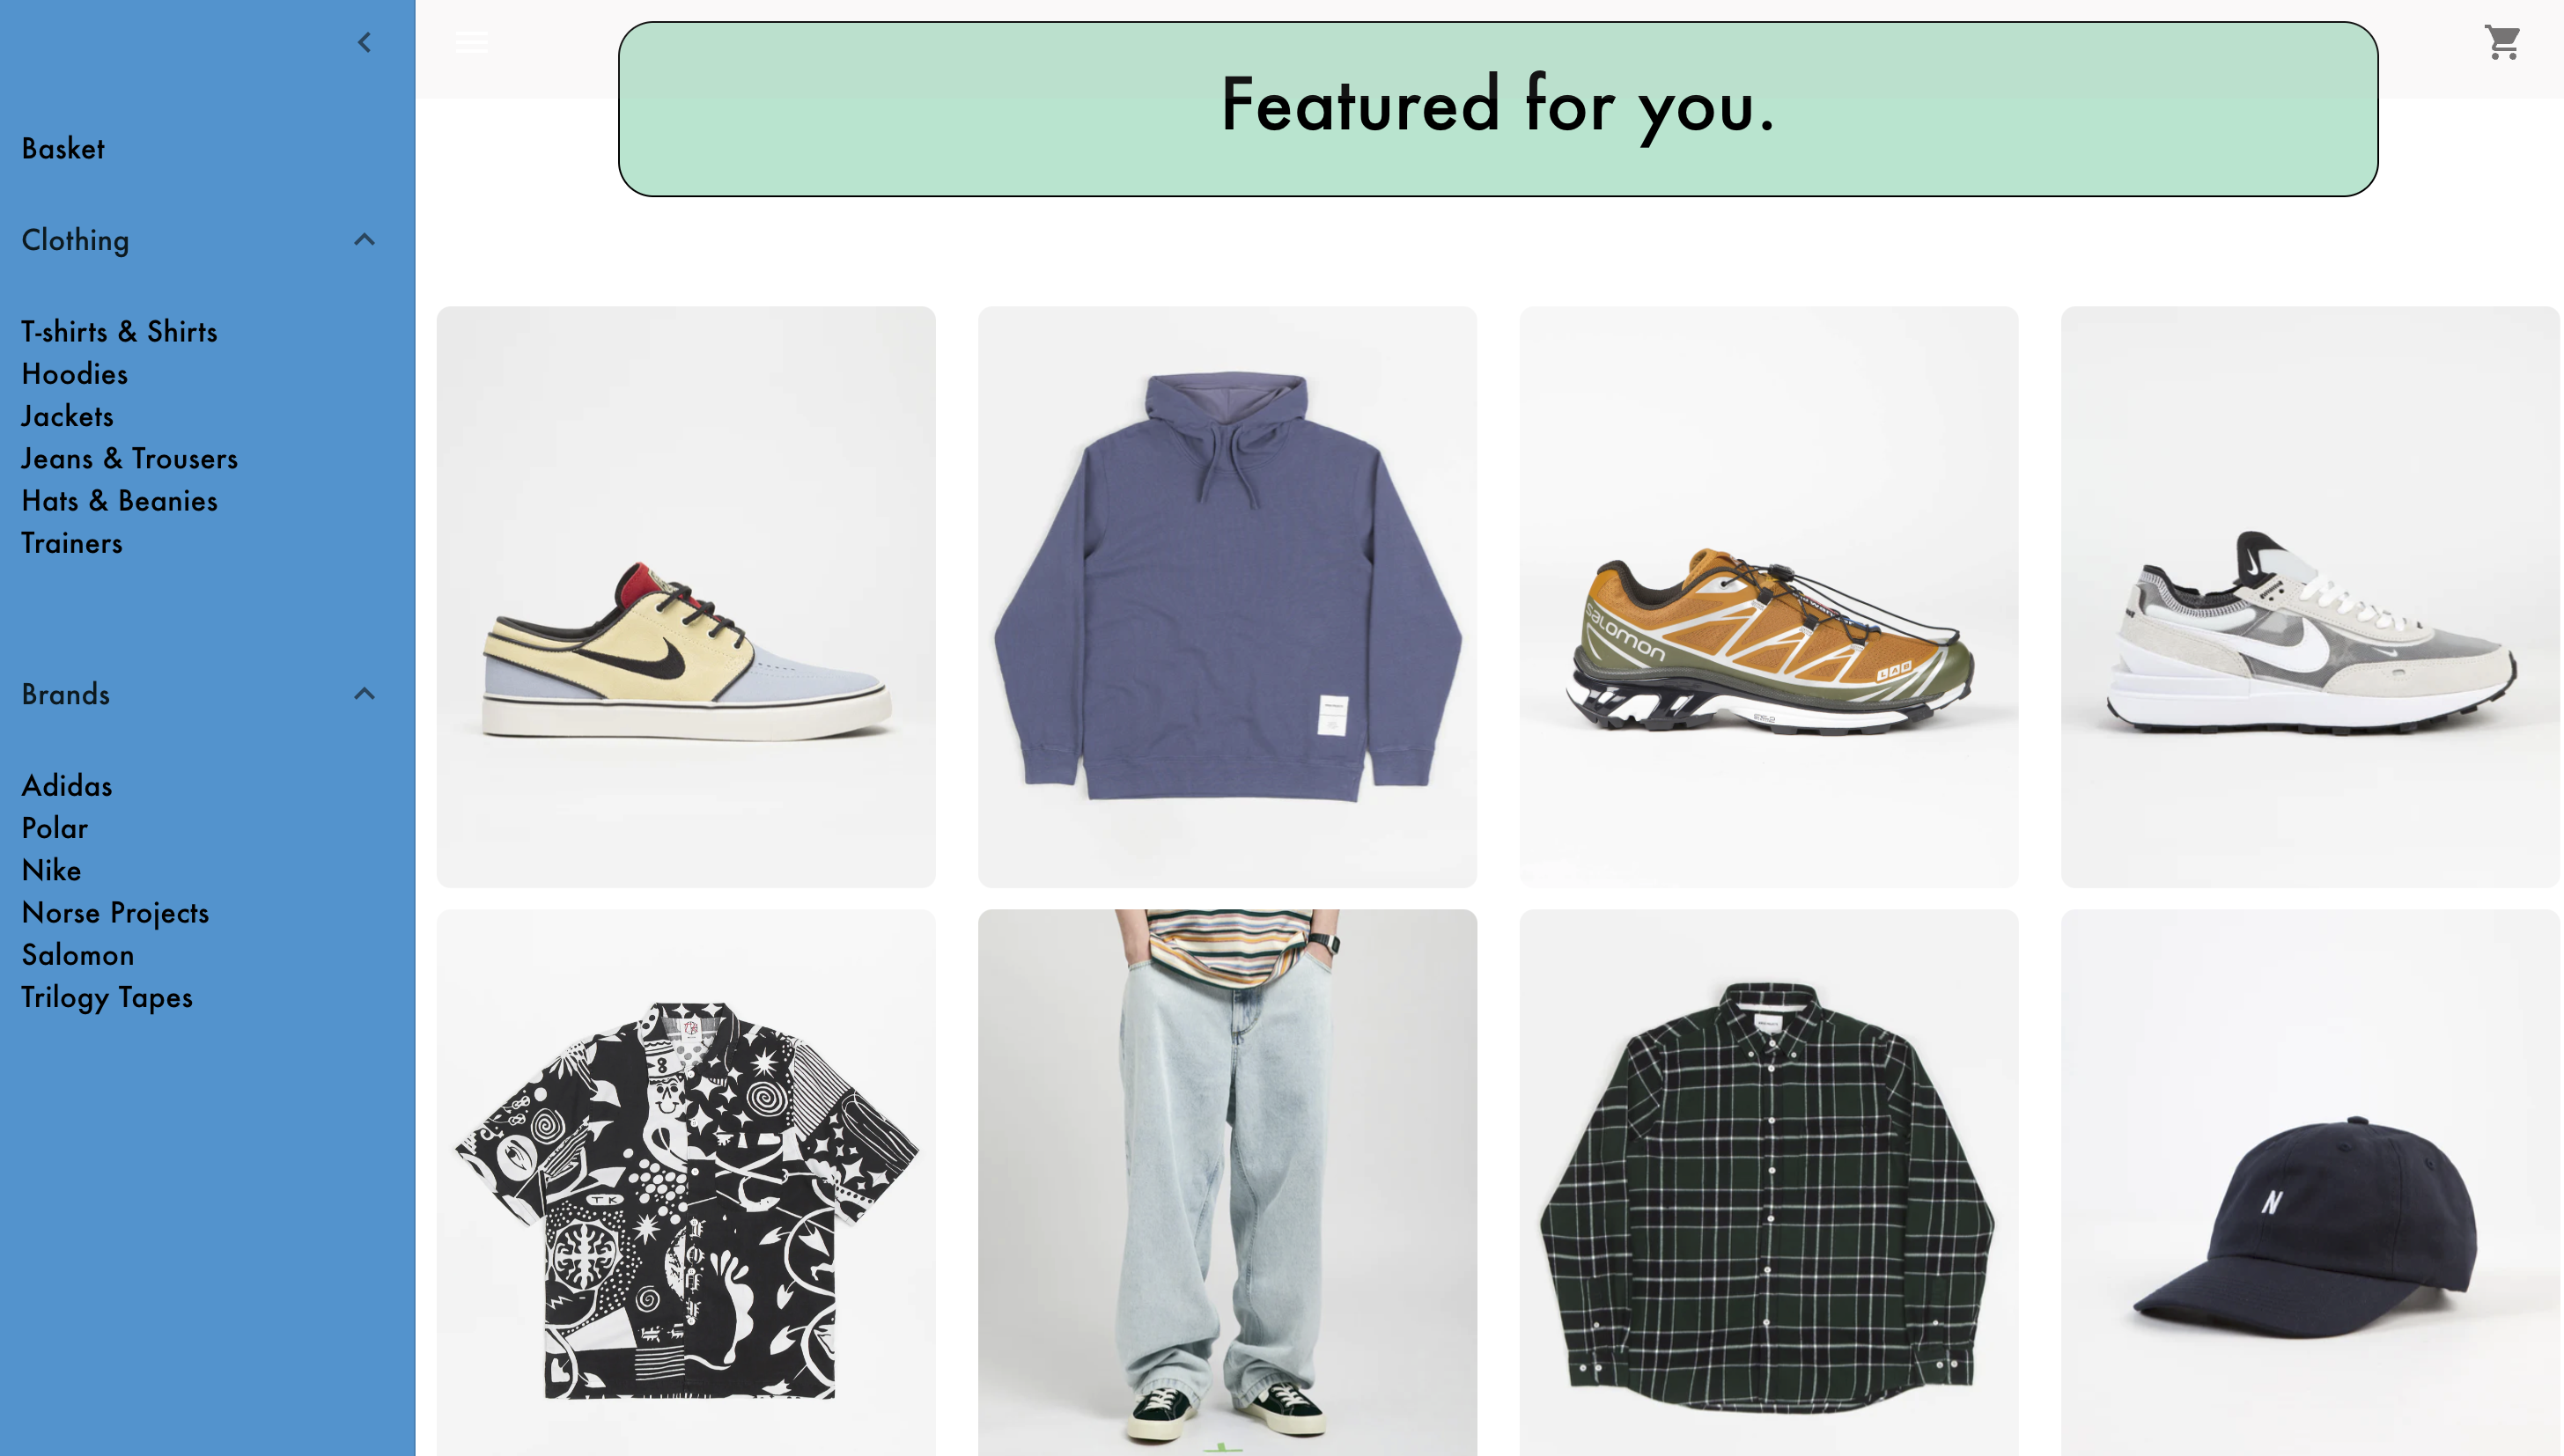 Featured for you.
Basket
Clothing
T-shirts & Shirts
Hoodies
Jackets
Jeans & Trousers
Hats & Beanies
Trainers
Brands
Adidas
Polar
Nike
Norse Projects
Salomon
Trilogy Tapes
salomon
LAB
TK
N